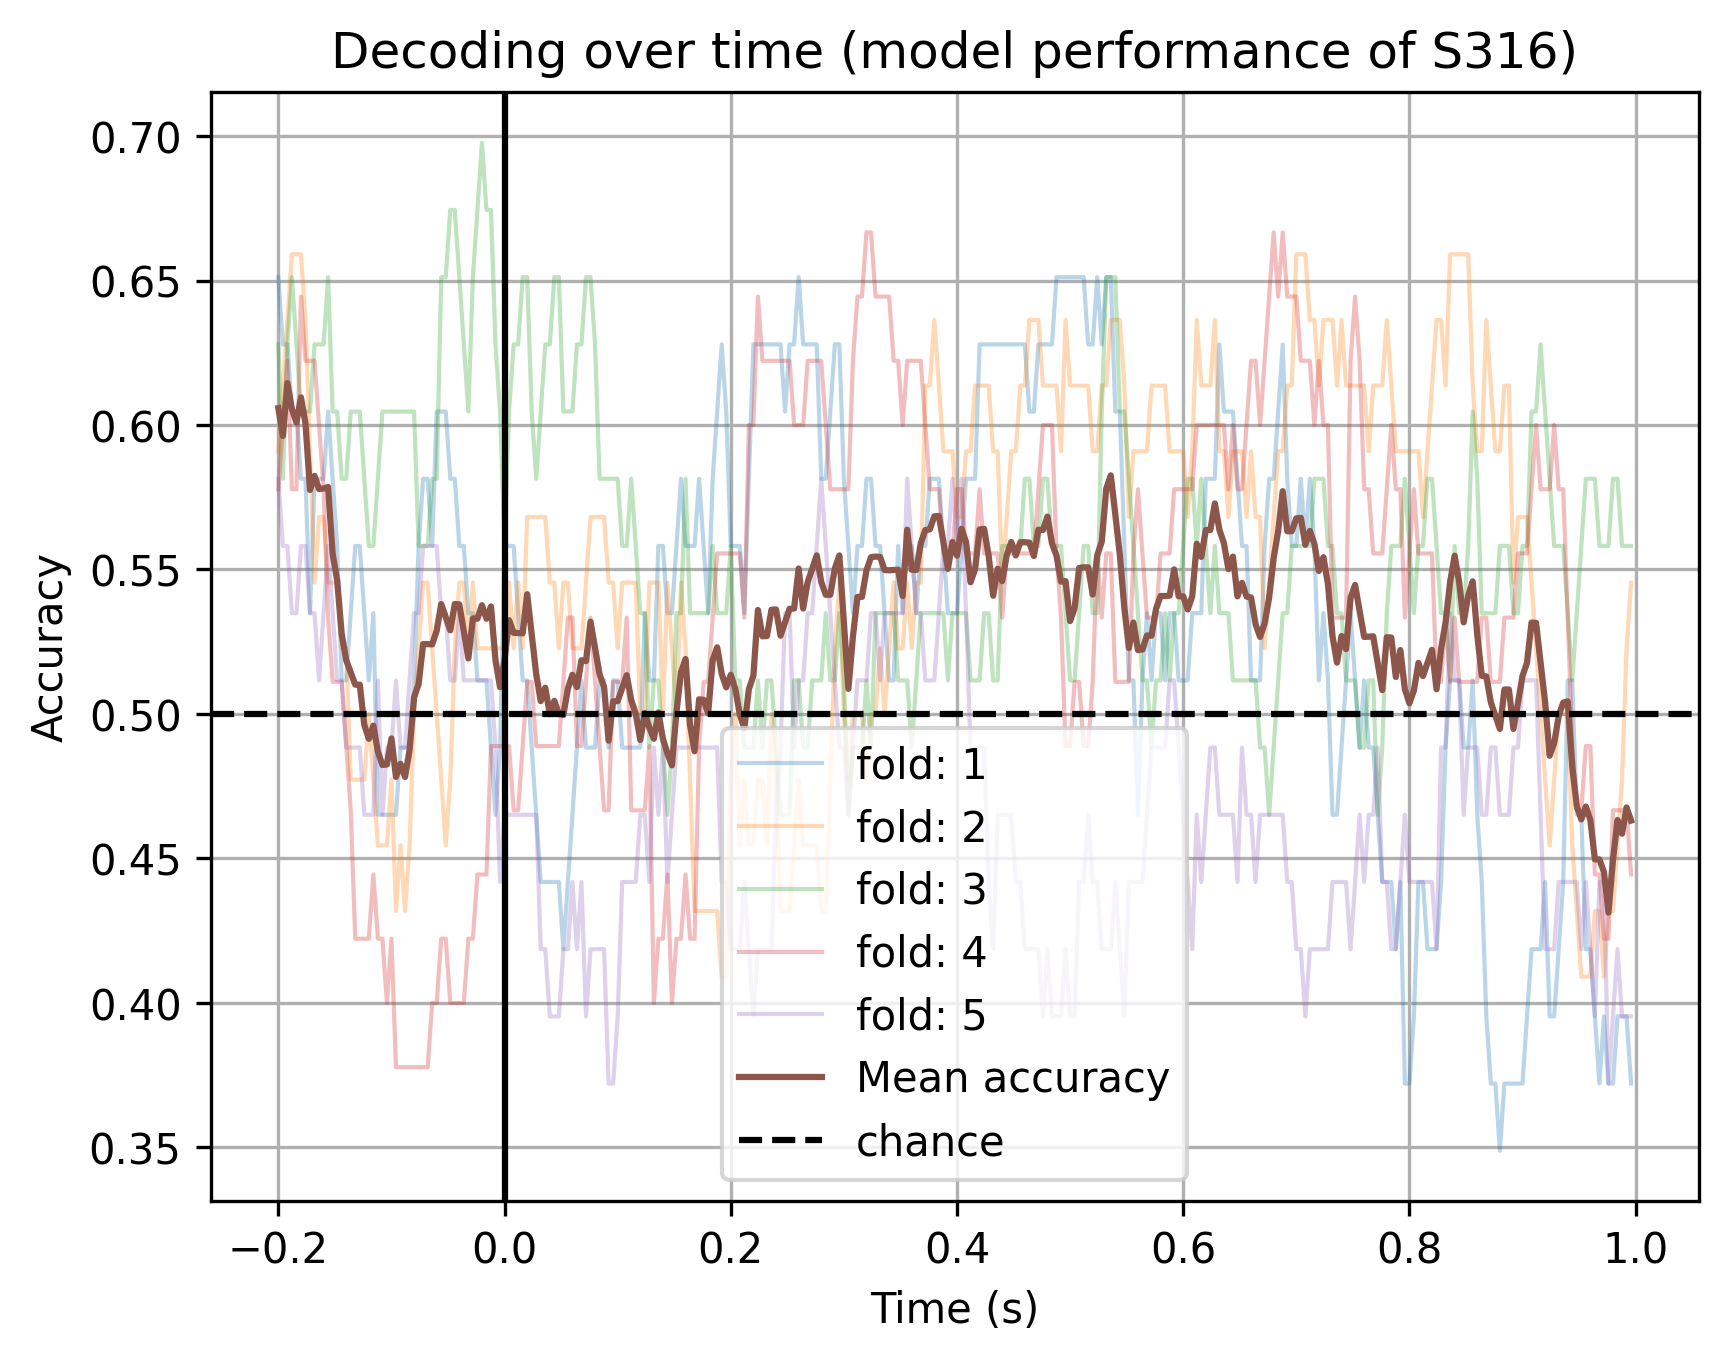 Decoding over time (model performance of S316)
Accuracy
0.70
0.65
0.60
0.55
0.50
0.45
0.40
0.35
fold: 1
fold: 2
fold: 3
fold: 4
fold: 5
Mean accuracy
chance
−0.2 0.0 0.2 0.4 0.6 0.8 1.0
Time (s)